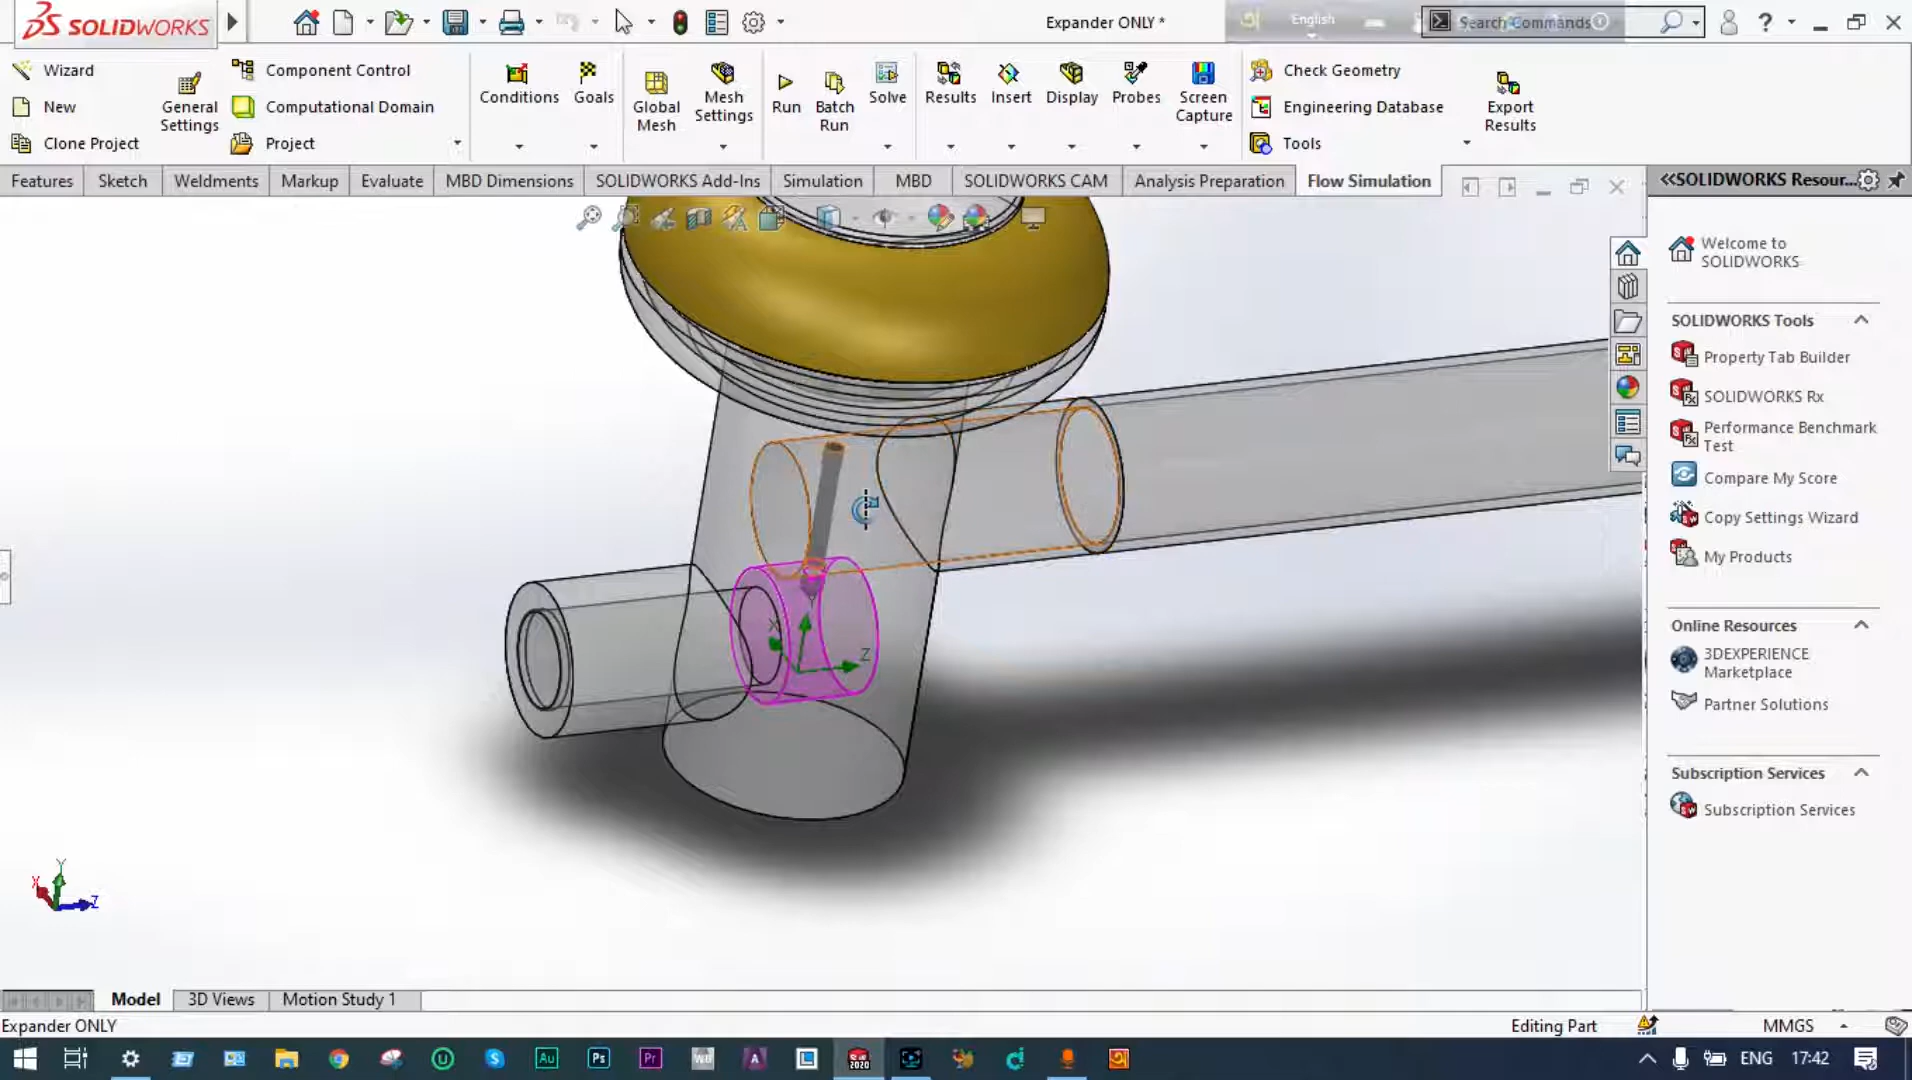 SOLIDWORKS
Expander ONLY *
English
Search Commands
Wizard
New
Clone Project
General
Settings
Component Control
Computational Domain
Project
Conditions
Goals
Global
Mesh
Mesh
Settings
Run
Batch
Run
Solve
Results
Insert
Display
Probes
Screen
Capture
Check Geometry
Engineering Database
Tools
Export
Results
Features
Sketch
Weldments
Markup
Evaluate
MBD Dimensions
SOLIDWORKS Add-Ins
Simulation
MBD
SOLIDWORKS CAM
Analysis Preparation
Flow Simulation
SOLIDWORKS Resour...
Welcome to
SOLIDWORKS
SOLIDWORKS Tools
Property Tab Builder
SOLIDWORKS Rx
Performance Benchmark
Test
Compare My Score
Copy Settings Wizard
My Products
Online Resources
3DEXPERIENCE
Marketplace
Partner Solutions
Subscription Services
Subscription Services
X
Z
Y
X
Z
Model
3D Views
Motion Study 1
Expander ONLY
Editing Part
MMGS
Au
Ps
Pr
2020
ENG
17:42